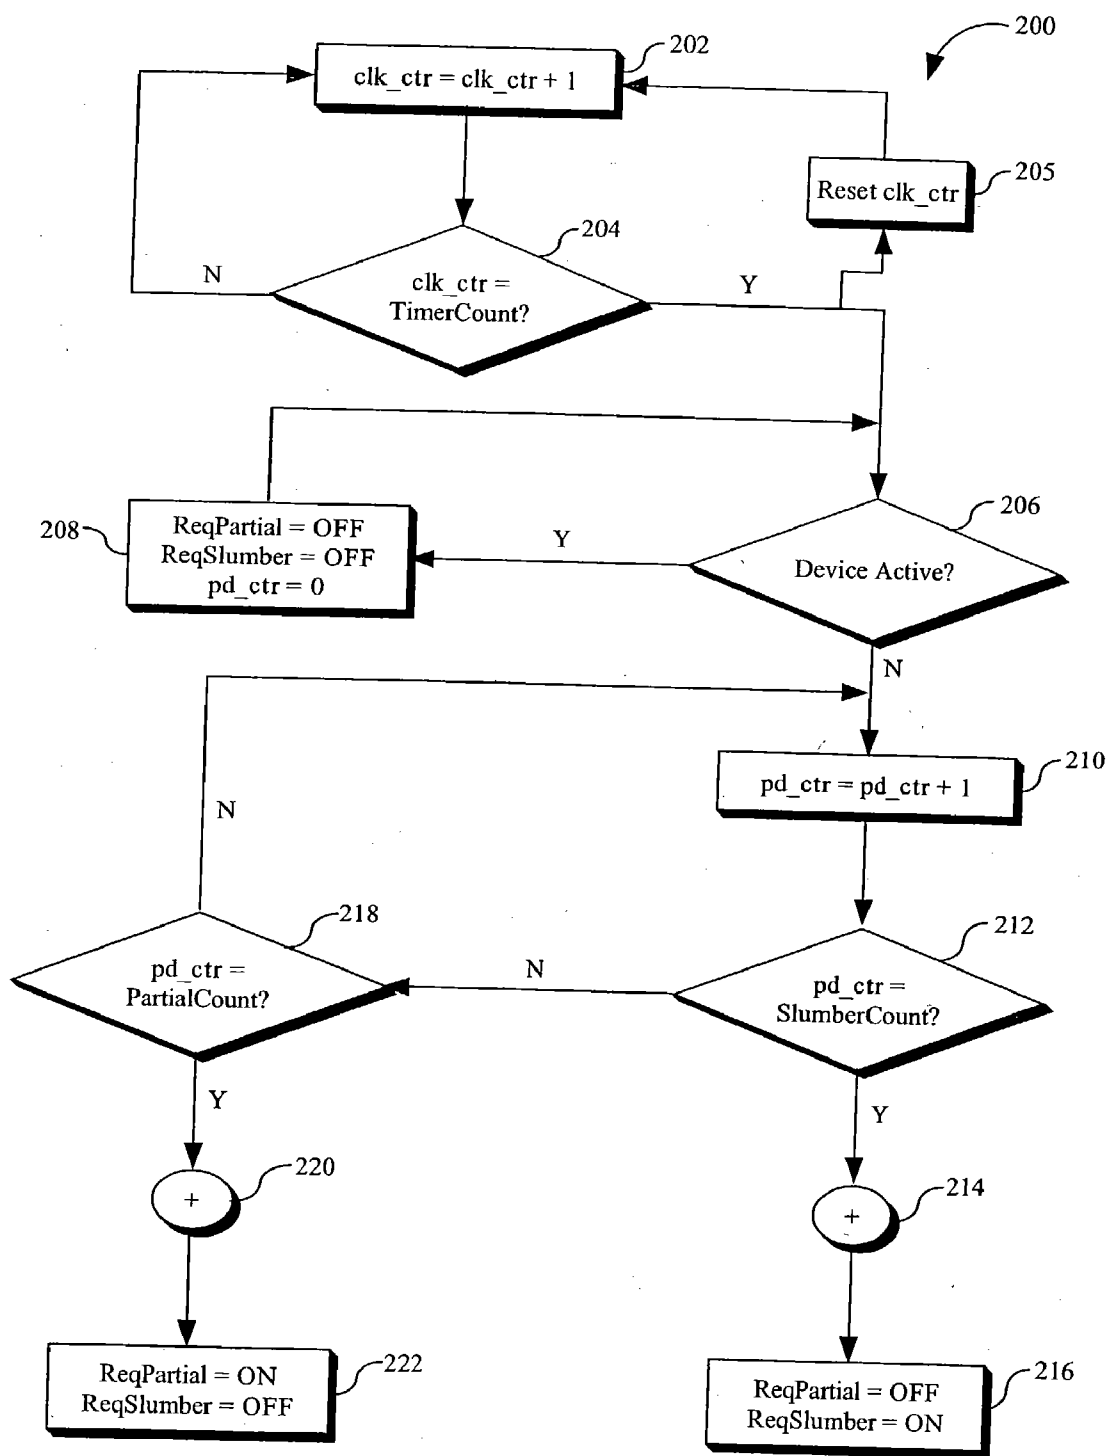 200
202
clk_ctr = clk_ctr + 1
205
Reset clk_ctr
204
N
clk_ctr =
TimerCount?
Y
208
ReqPartial = OFF
ReqSlumber = OFF
pd_ctr = 0
Y
206
Device Active?
N
210
pd_ctr = pd_ctr + 1
N
218
pd_ctr =
PartialCount?
N
212
pd_ctr =
SlumberCount?
Y
Y
220
+
214
+
ReqPartial = ON
ReqSlumber = OFF
222
ReqPartial = OFF
ReqSlumber = ON
216